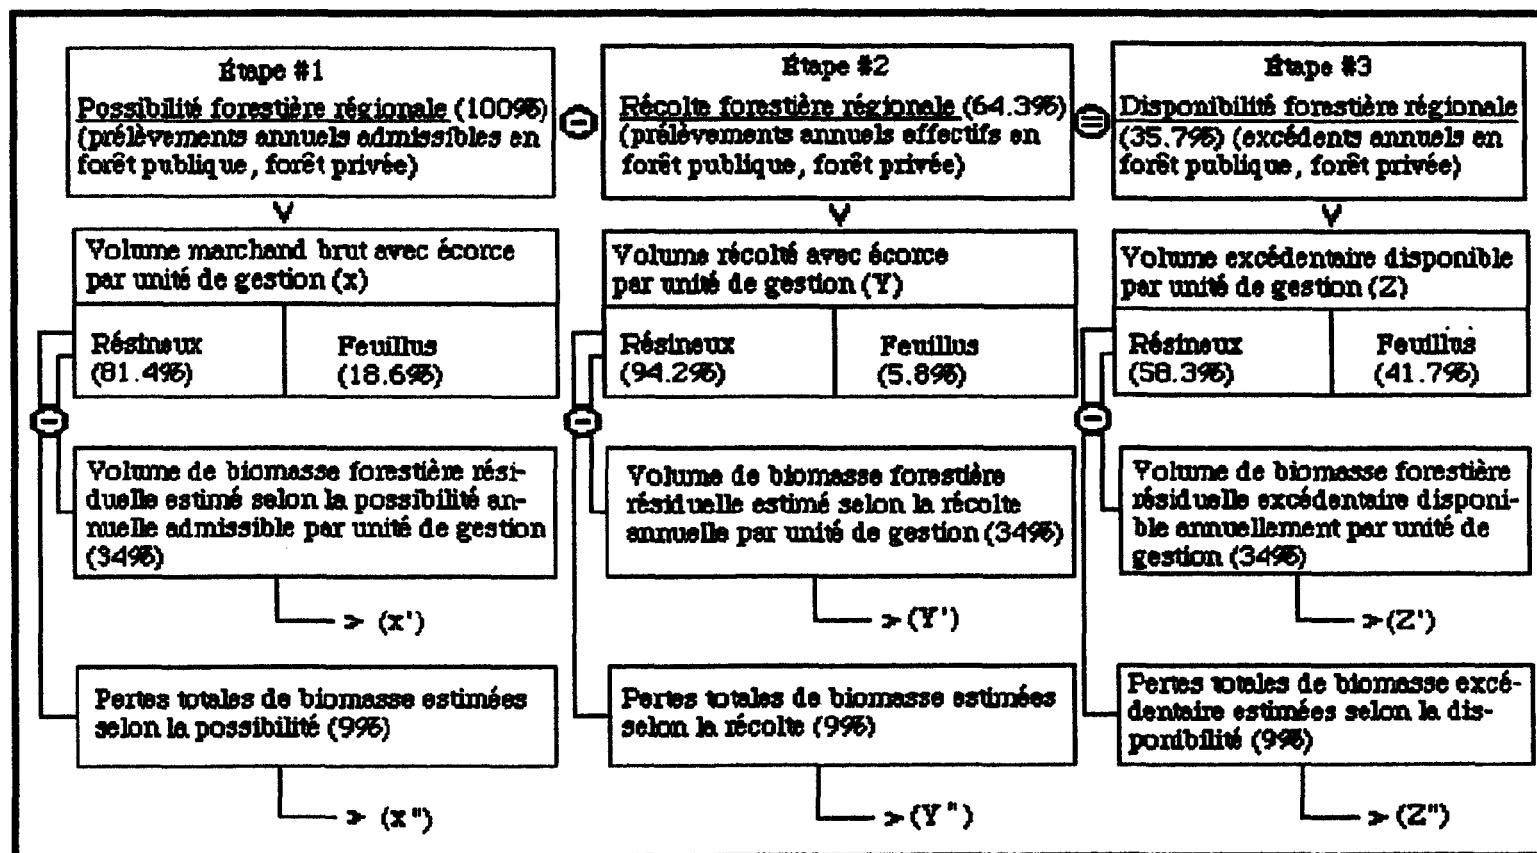 Étape #1
Possibilité forestière régionale (100%)
(prélèvements annuels admissibles en
forêt publique, forêt privée)
-
Étape #2
Récolte forestière régionale (64.3%)
(prélèvements annuels effectifs en
forêt publique, forêt privée)
=
Étape #3
Disponibilité forestière régionale
(35.7%) (excédents annuels en
forêt publique, forêt privée)
Volume marchand brut avec écorce
par unité de gestion (x)
Résineux
(81.4%)
Feuillus
(18.6%)
-
Volume de biomasse forestière rési-
duelle estimé selon la possibilité an-
nuelle admissible par unité de gestion
(34%)
> (x')
Pertes totales de biomasse estimées
selon la possibilité (9%)
> (x")
Volume récolté avec écorce
par unité de gestion (Y)
Résineux
(94.2%)
Feuillus
(5.8%)
-
Volume de biomasse forestière
résiduelle estimé selon la récolte
annuelle par unité de gestion (34%)
> (Y')
Pertes totales de biomasse estimées
selon la récolte (9%)
> (Y")
Volume excédentaire disponible
par unité de gestion (Z)
Résineux
(58.3%)
Feuillus
(41.7%)
-
Volume de biomasse forestière
résiduelle excédentaire disponi-
ble annuellement par unité de
gestion (34%)
> (Z')
Pertes totales de biomasse excé-
dentaire estimées selon la dis-
ponibilité (9%)
> (Z")